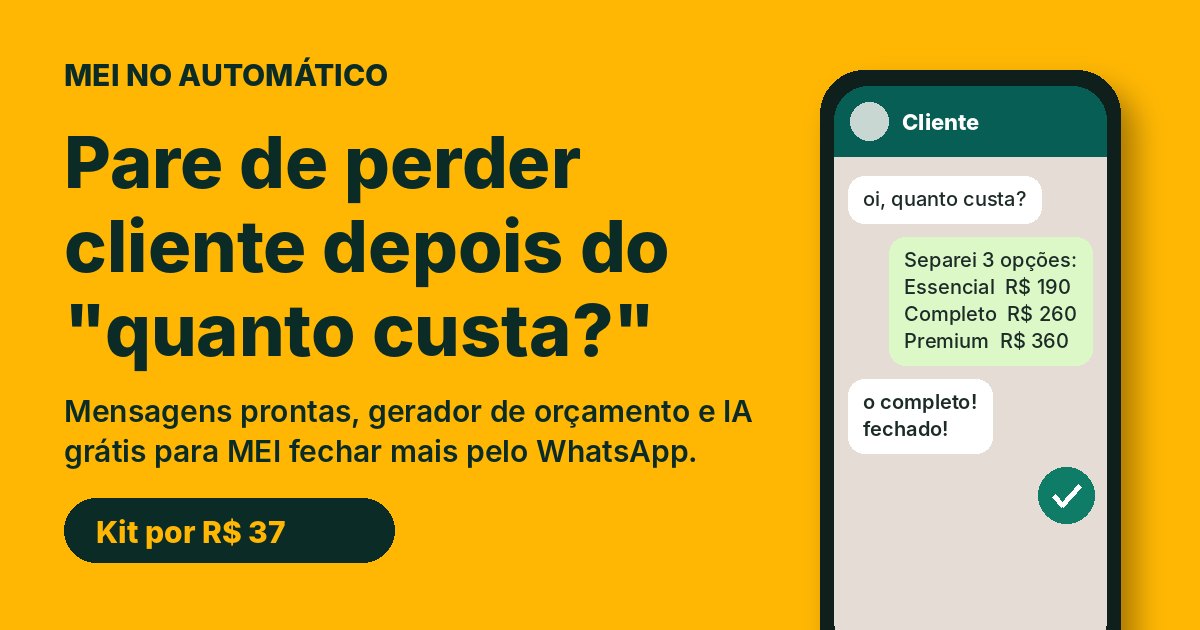 MEI NO AUTOMÁTICO
Pare de perder
cliente depois do
"quanto custa?"
Mensagens prontas, gerador de orçamento e IA
grátis para MEI fechar mais pelo WhatsApp.
Kit por R$ 37
Cliente
oi, quanto custa?
Separei 3 opções:
Essencial R$ 190
Completo R$ 260
Premium R$ 360
o completo!
fechado!